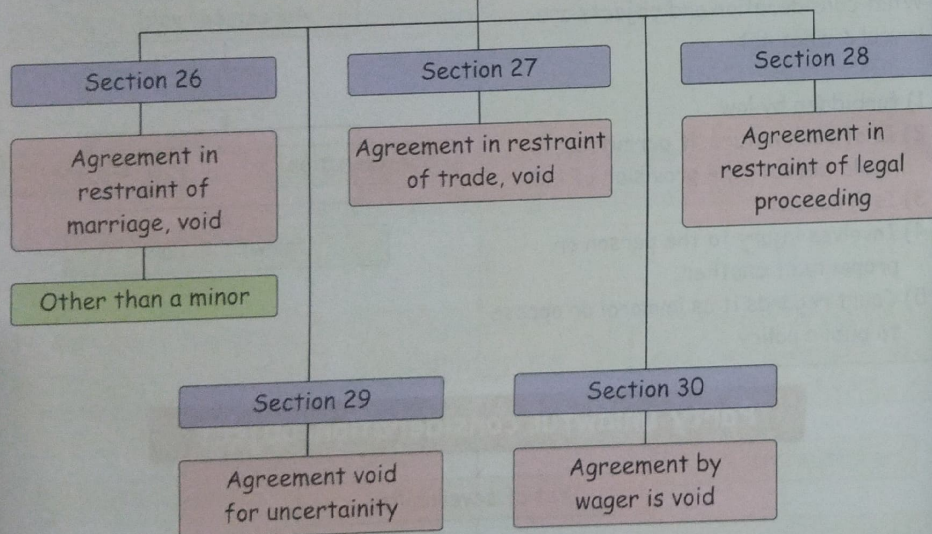 Section 26
Agreement in
restraint of
marriage, void
Other than a minor
Section 27
Agreement in restraint
of trade, void
Section 28
Agreement in
restraint of legal
proceeding
Section 29
Agreement void
for uncertainity
Section 30
Agreement by
wager is void